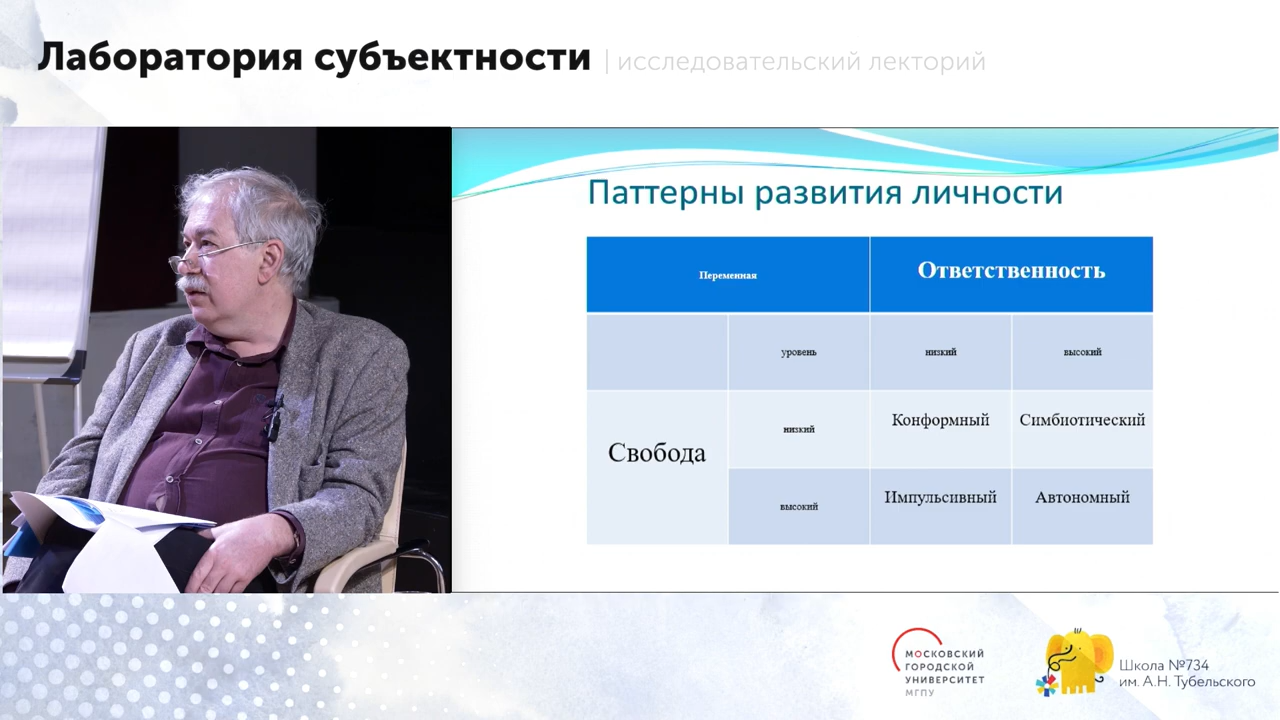 Лаборатория субъектности | исследовательский лекторий
Паттерны развития личности
Переменная Ответственность
уровень низкий высокий
Свобода
низкий Конформный Симбиотический
высокий Импульсивный Автономный
МОСКОВСКИЙ
ГОРОДСКОЙ
УНИВЕРСИТЕТ
МГПУ
Школа №734
им. А.Н. Тубельского